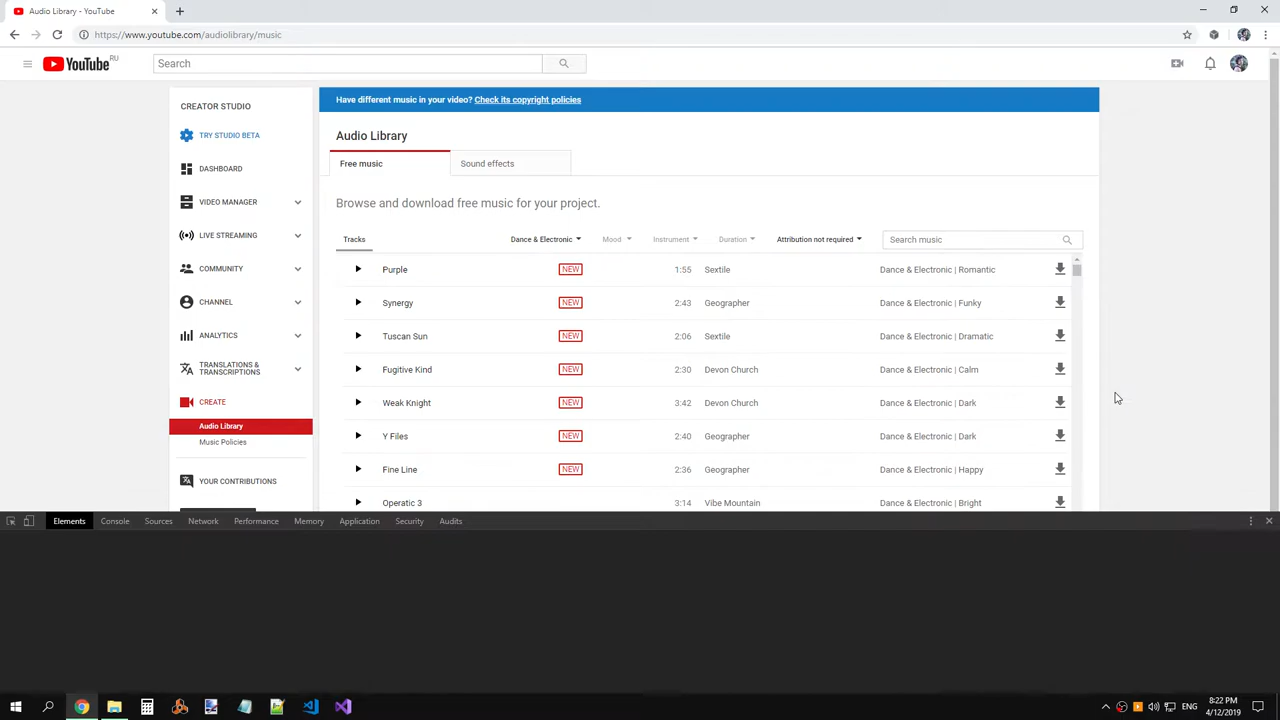 Audio Library - YouTube
https://www.youtube.com/audiolibrary/music
YouTube RU
Search
CREATOR STUDIO
TRY STUDIO BETA
DASHBOARD
VIDEO MANAGER
LIVE STREAMING
COMMUNITY
CHANNEL
ANALYTICS
TRANSLATIONS &
TRANSCRIPTIONS
CREATE
Audio Library
Music Policies
YOUR CONTRIBUTIONS
Have different music in your video? Check its copyright policies
Audio Library
Free music Sound effects
Browse and download free music for your project.
Tracks Dance & Electronic Mood Instrument Duration Attribution not required Search music
Purple NEW 1:55 Sextile Dance & Electronic | Romantic
Synergy NEW 2:43 Geographer Dance & Electronic | Funky
Tuscan Sun NEW 2:06 Sextile Dance & Electronic | Dramatic
Fugitive Kind NEW 2:30 Devon Church Dance & Electronic | Calm
Weak Knight NEW 3:42 Devon Church Dance & Electronic | Dark
Y Files NEW 2:40 Geographer Dance & Electronic | Dark
Fine Line NEW 2:36 Geographer Dance & Electronic | Happy
Operatic 3 3:14 Vibe Mountain Dance & Electronic | Bright
Elements Console Sources Network Performance Memory Application Security Audits
ENG
8:22 PM
4/12/2019